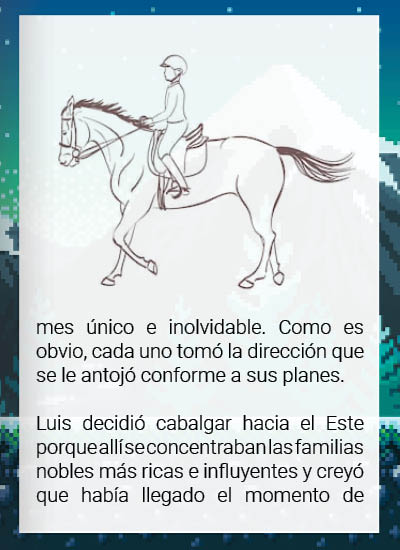 mes único e inolvidable. Como es
obvio, cada uno tomó la dirección que
se le antojó conforme a sus planes.
Luis decidió cabalgar hacia el Este
porque allí se concentraban las familias
nobles más ricas e influyentes y creyó
que había llegado el momento de